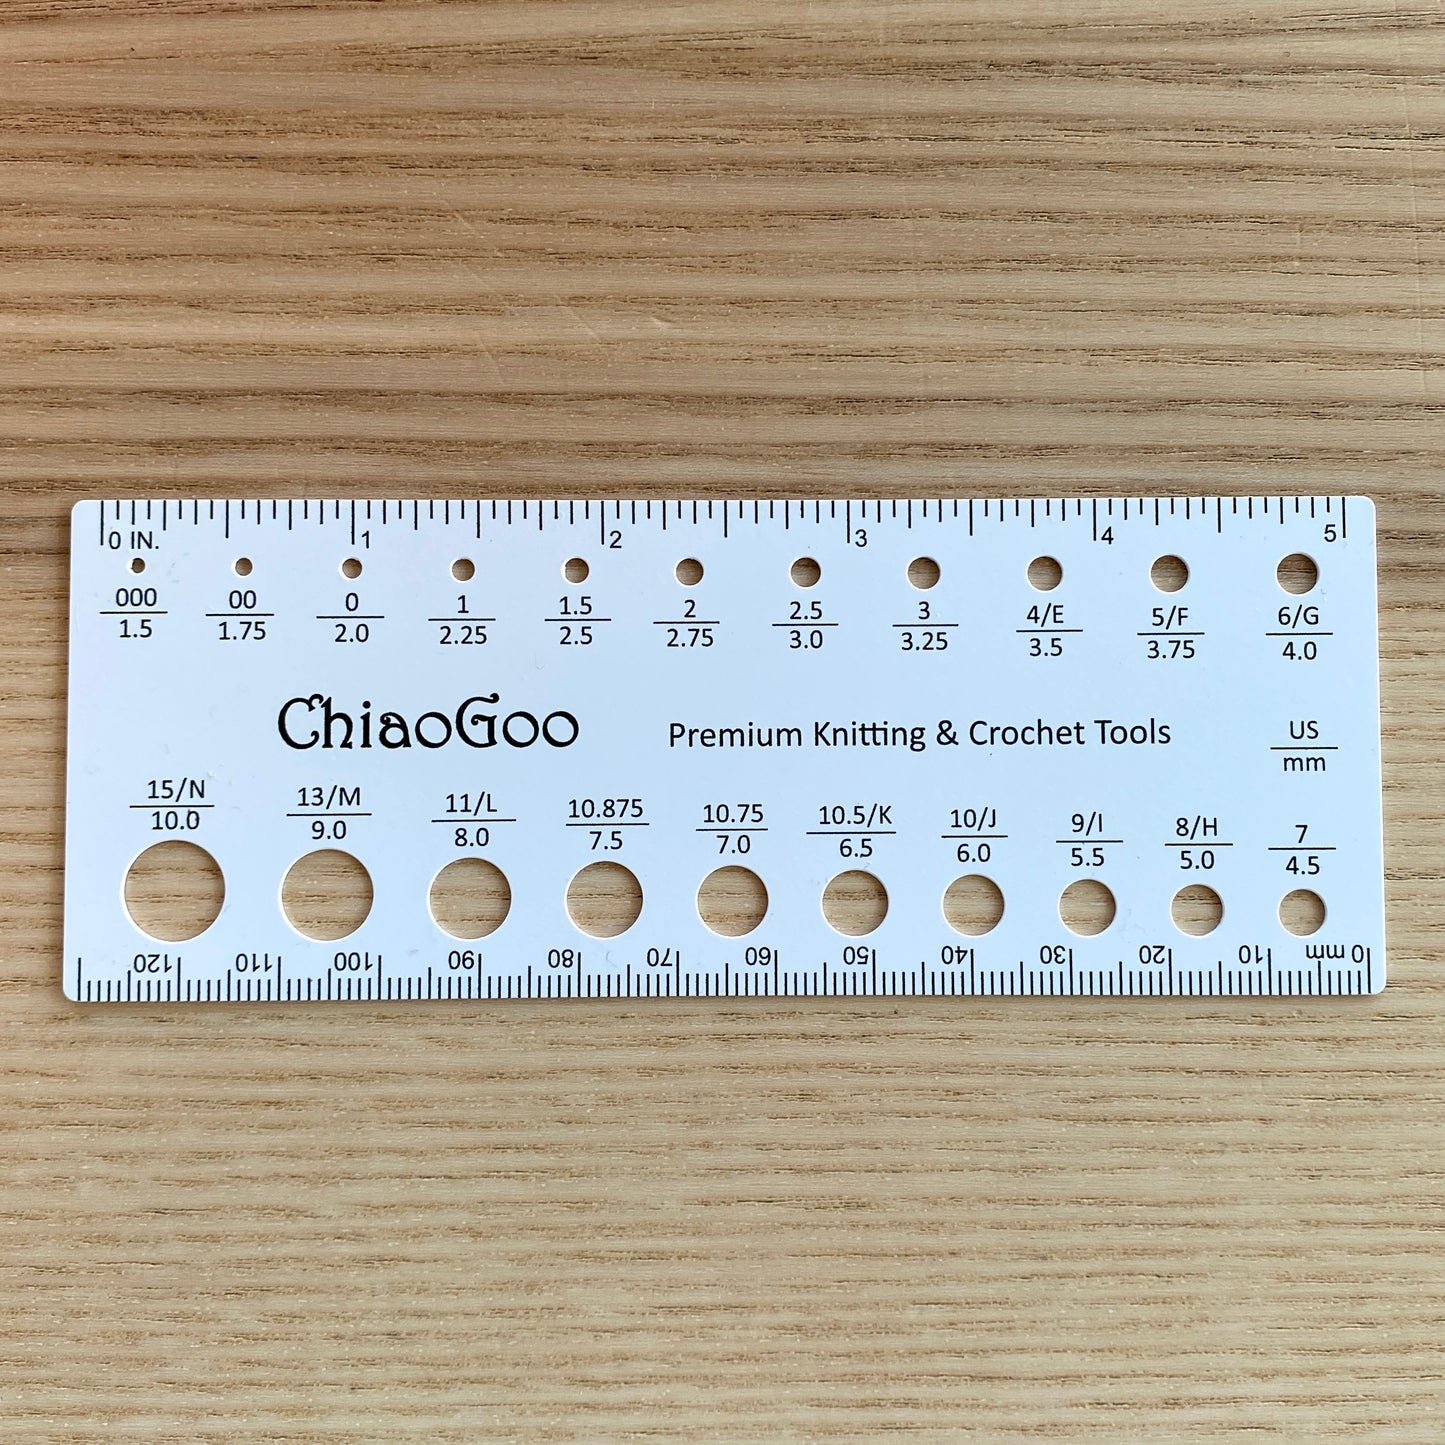 0 IN. 1 2 3 4 5
000 00 0 1 1.5 2 2.5 3 4/E 5/F 6/G
1.5 1.75 2.0 2.25 2.5 2.75 3.0 3.25 3.5 3.75 4.0
ChiaoGoo Premium Knitting & Crochet Tools
US
mm
15/N 13/M 11/L 10.875 10.75 10.5/K 10/J 9/I 8/H 7
10.0 9.0 8.0 7.5 7.0 6.5 6.0 5.5 5.0 4.5
0 mm 10 20 30 40 50 60 70 80 90 100 110 120